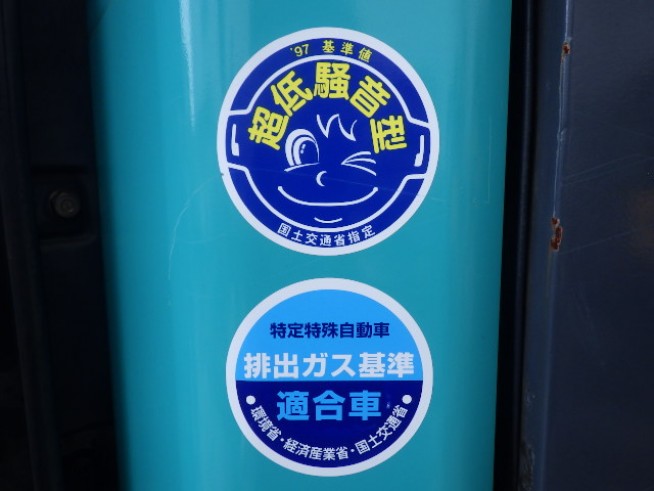 '97 基準値
超低騒音型
国土交通省指定
特定特殊自動車
排出ガス基準
適合車
●環境省・経済産業省・国土交通省●